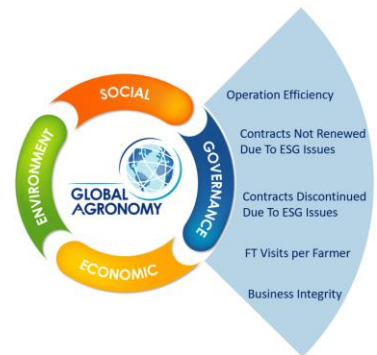 SOCIAL
ENVIRONMENT
GOVERNANCE
ECONOMIC
GLOBAL
AGRONOMY
Operation Efficiency
Contracts Not Renewed
Due To ESG Issues
Contracts Discontinued
Due To ESG Issues
FT Visits per Farmer
Business Integrity